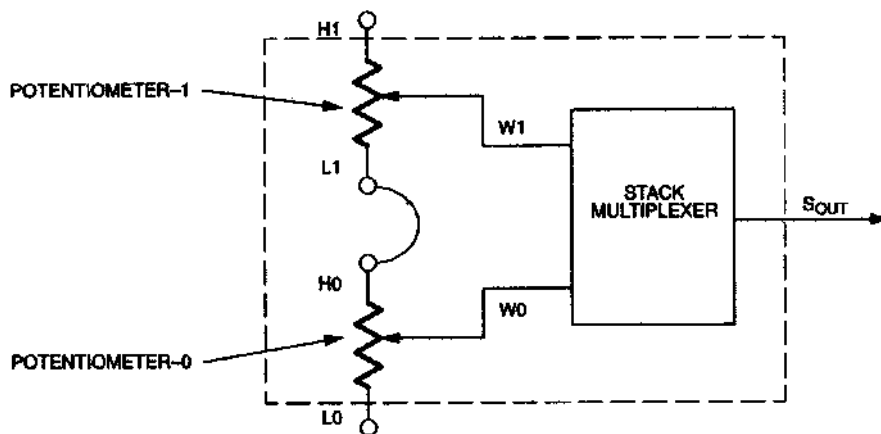 H1
POTENTIOMETER–1
W1
L1
STACK
MULTIPLEXER
SOUT
H0
W0
POTENTIOMETER–0
L0